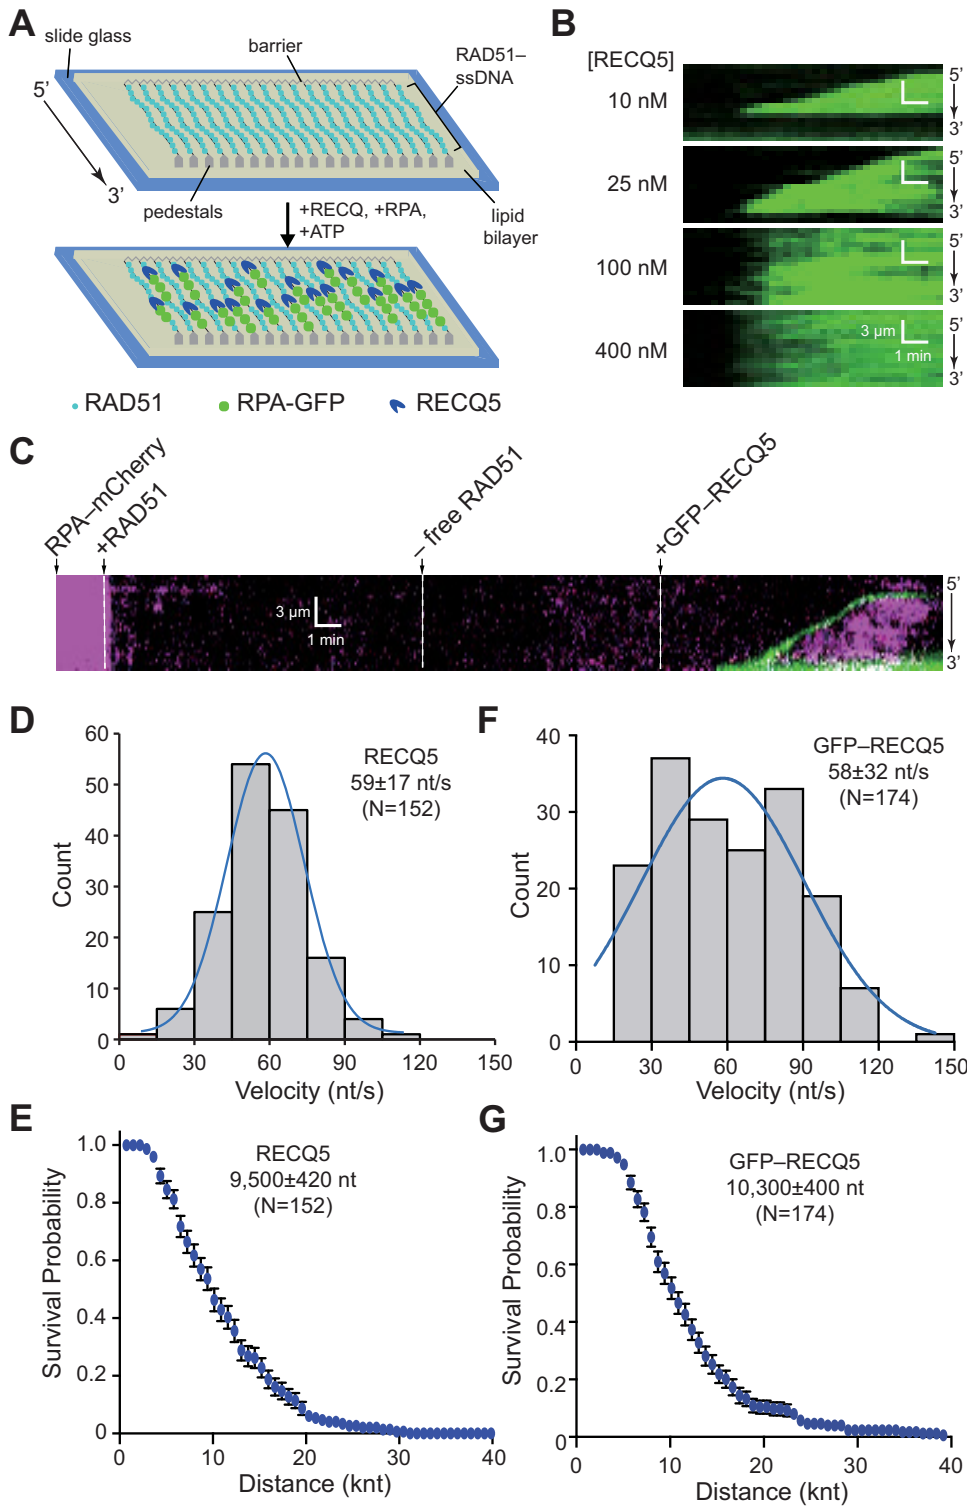 A
slide glass
barrier
RAD51–
ssDNA
5’
3’
pedestals
lipid
bilayer
+RECQ, +RPA,
+ATP
RAD51
RPA-GFP
RECQ5
B
[RECQ5]
10 nM
5’
3’
25 nM
5’
3’
100 nM
5’
3’
400 nM
3 µm
1 min
5’
3’
C
RPA–mCherry
+RAD51
– free RAD51
+GFP–RECQ5
3 µm
1 min
5’
3’
D
RECQ5
59±17 nt/s
(N=152)
Count
60
50
40
30
20
10
0
0 30 60 90 120 150
Velocity (nt/s)
F
GFP–RECQ5
58±32 nt/s
(N=174)
Count
40
30
20
10
0
0 30 60 90 120 150
Velocity (nt/s)
E
RECQ5
9,500±420 nt
(N=152)
Survival Probability
1.0
0.8
0.6
0.4
0.2
0
0 10 20 30 40
Distance (knt)
G
GFP–RECQ5
10,300±400 nt
(N=174)
Survival Probability
1.0
0.8
0.6
0.4
0.2
0
0 10 20 30 40
Distance (knt)